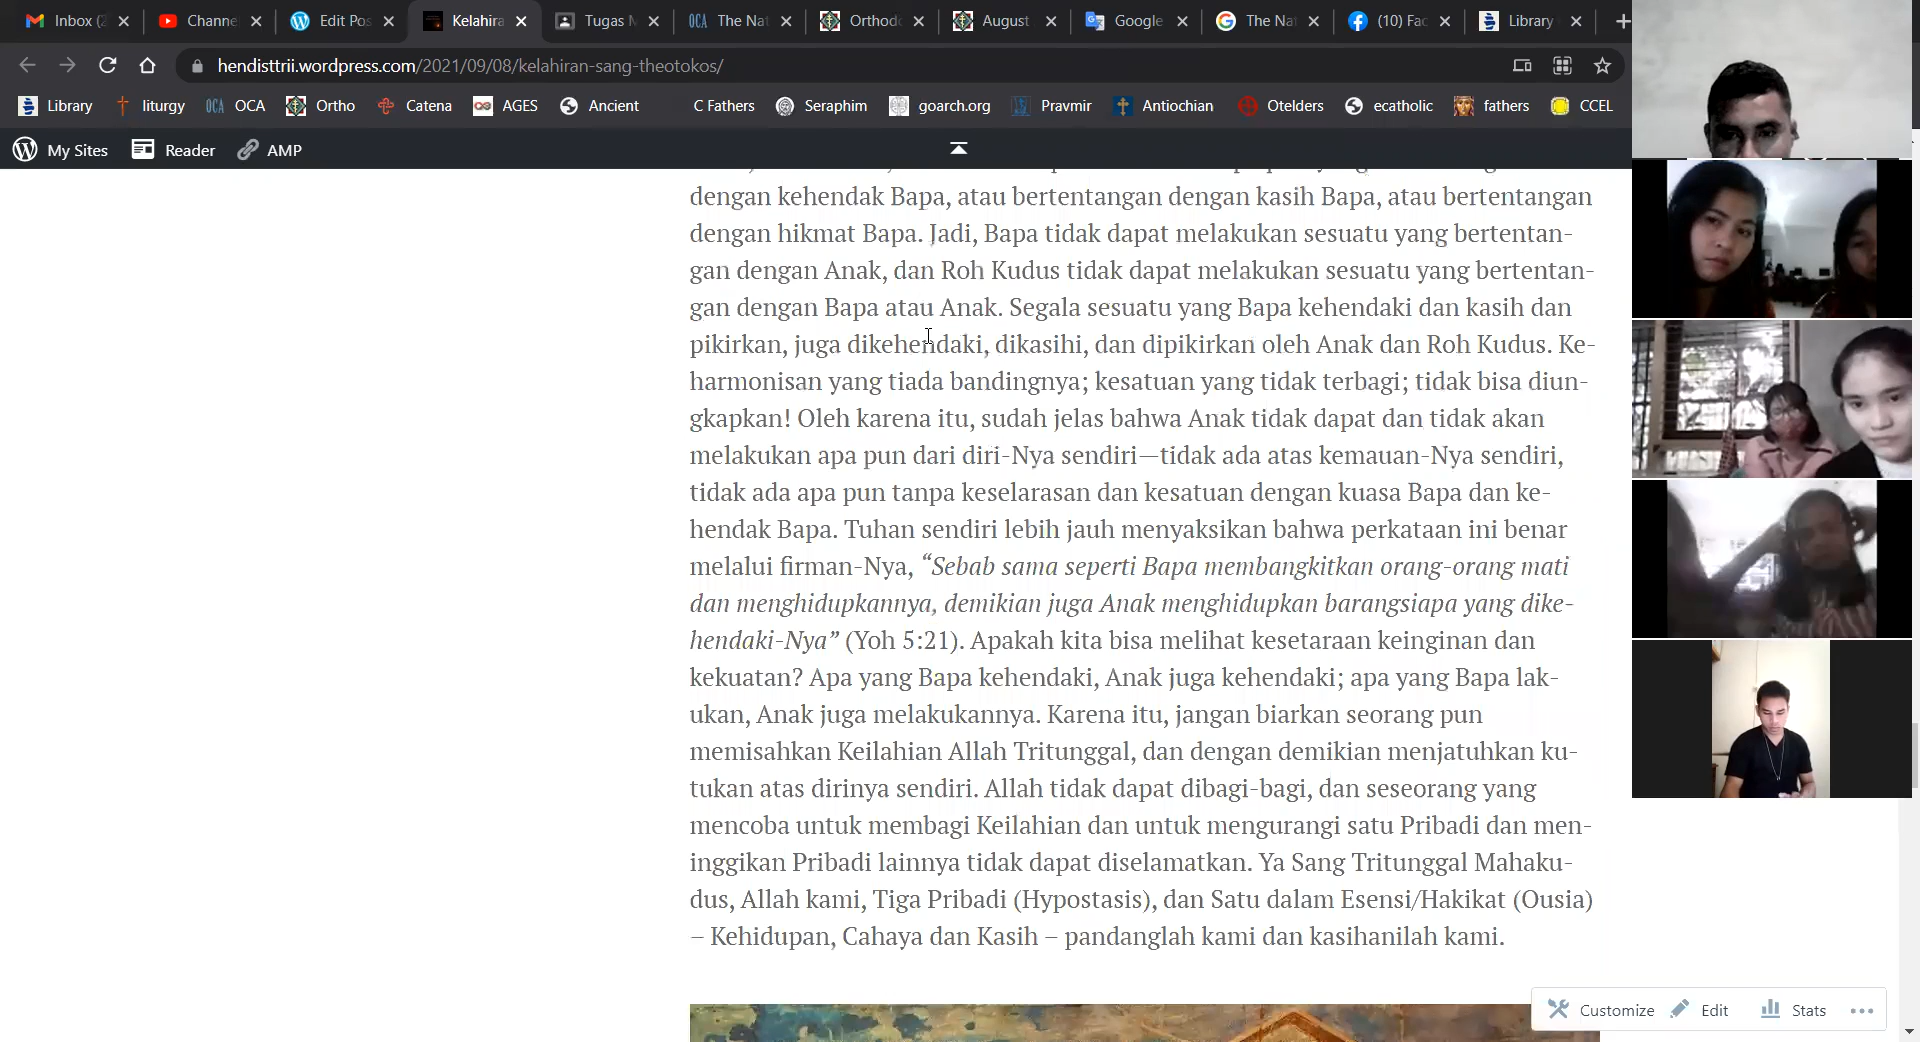 Inbox (2
Channe
Edit Pos
Kelahira
Tugas M
OCA The Nat
Orthodo
August
Google
The Nat
(10) Fac
Library
hendisttrii.wordpress.com/2021/09/08/kelahiran-sang-theotokos/
Library liturgy OCA OCA Ortho Catena AGES Ancient C Fathers Seraphim goarch.org Pravmir Antiochian Otelders ecatholic fathers CCEL
My Sites Reader AMP
dengan kehendak Bapa, atau bertentangan dengan kasih Bapa, atau bertentangan
dengan hikmat Bapa. Jadi, Bapa tidak dapat melakukan sesuatu yang bertentan-
gan dengan Anak, dan Roh Kudus tidak dapat melakukan sesuatu yang bertentan-
gan dengan Bapa atau Anak. Segala sesuatu yang Bapa kehendaki dan kasih dan
pikirkan, juga dikehendaki, dikasihi, dan dipikirkan oleh Anak dan Roh Kudus. Ke-
harmonisan yang tiada bandingnya; kesatuan yang tidak terbagi; tidak bisa diun-
gkapkan! Oleh karena itu, sudah jelas bahwa Anak tidak dapat dan tidak akan
melakukan apa pun dari diri-Nya sendiri—tidak ada atas kemauan-Nya sendiri,
tidak ada apa pun tanpa keselarasan dan kesatuan dengan kuasa Bapa dan ke-
hendak Bapa. Tuhan sendiri lebih jauh menyaksikan bahwa perkataan ini benar
melalui firman-Nya, “Sebab sama seperti Bapa membangkitkan orang-orang mati
dan menghidupkannya, demikian juga Anak menghidupkan barangsiapa yang dike-
hendaki-Nya” (Yoh 5:21). Apakah kita bisa melihat kesetaraan keinginan dan
kekuatan? Apa yang Bapa kehendaki, Anak juga kehendaki; apa yang Bapa lak-
ukan, Anak juga melakukannya. Karena itu, jangan biarkan seorang pun
memisahkan Keilahian Allah Tritunggal, dan dengan demikian menjatuhkan ku-
tukan atas dirinya sendiri. Allah tidak dapat dibagi-bagi, dan seseorang yang
mencoba untuk membagi Keilahian dan untuk mengurangi satu Pribadi dan men-
inggikan Pribadi lainnya tidak dapat diselamatkan. Ya Sang Tritunggal Mahaku-
dus, Allah kami, Tiga Pribadi (Hypostasis), dan Satu dalam Esensi/Hakikat (Ousia)
– Kehidupan, Cahaya dan Kasih – pandanglah kami dan kasihanilah kami.
Customize Edit Stats